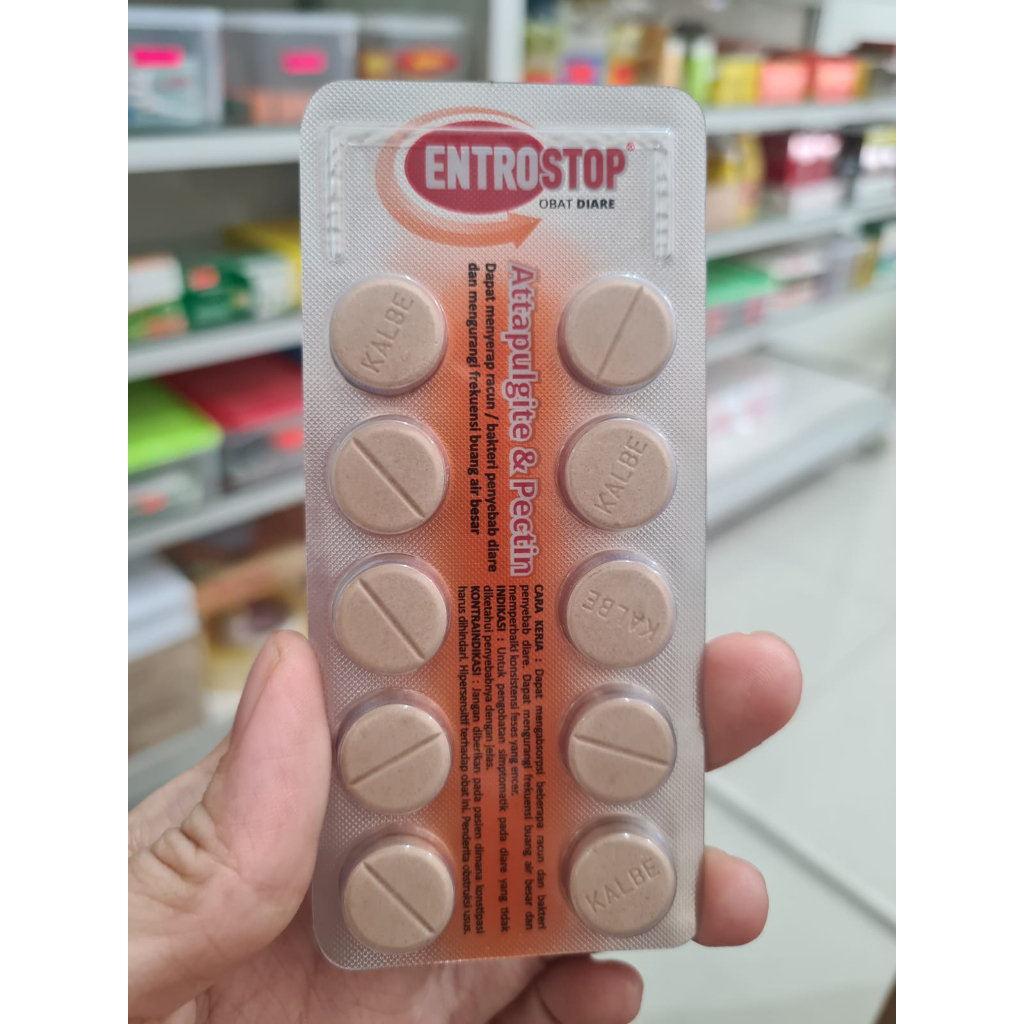 ENTROSTOP®
OBAT DIARE
Attapulgite & Pectin
Dapat menyerap racun / bakteri penyebab diare
dan mengurangi frekuensi buang air besar
CARA KERJA : Dapat mengabsorpsi beberapa racun dan bakteri
penyebab diare. Dapat mengurangi frekuensi buang air besar dan
memperbaiki konsistensi feses yang encer.
INDIKASI : Untuk pengobatan simptomatik pada diare yang tidak
diketahui penyebabnya dengan jelas.
KONTRAINDIKASI : Jangan diberikan pada pasien dimana konstipasi
harus dihindari. Hipersensitif terhadap obat ini. Penderita obstruksi usus.
KALBE
KALBE
KALBE
KALBE